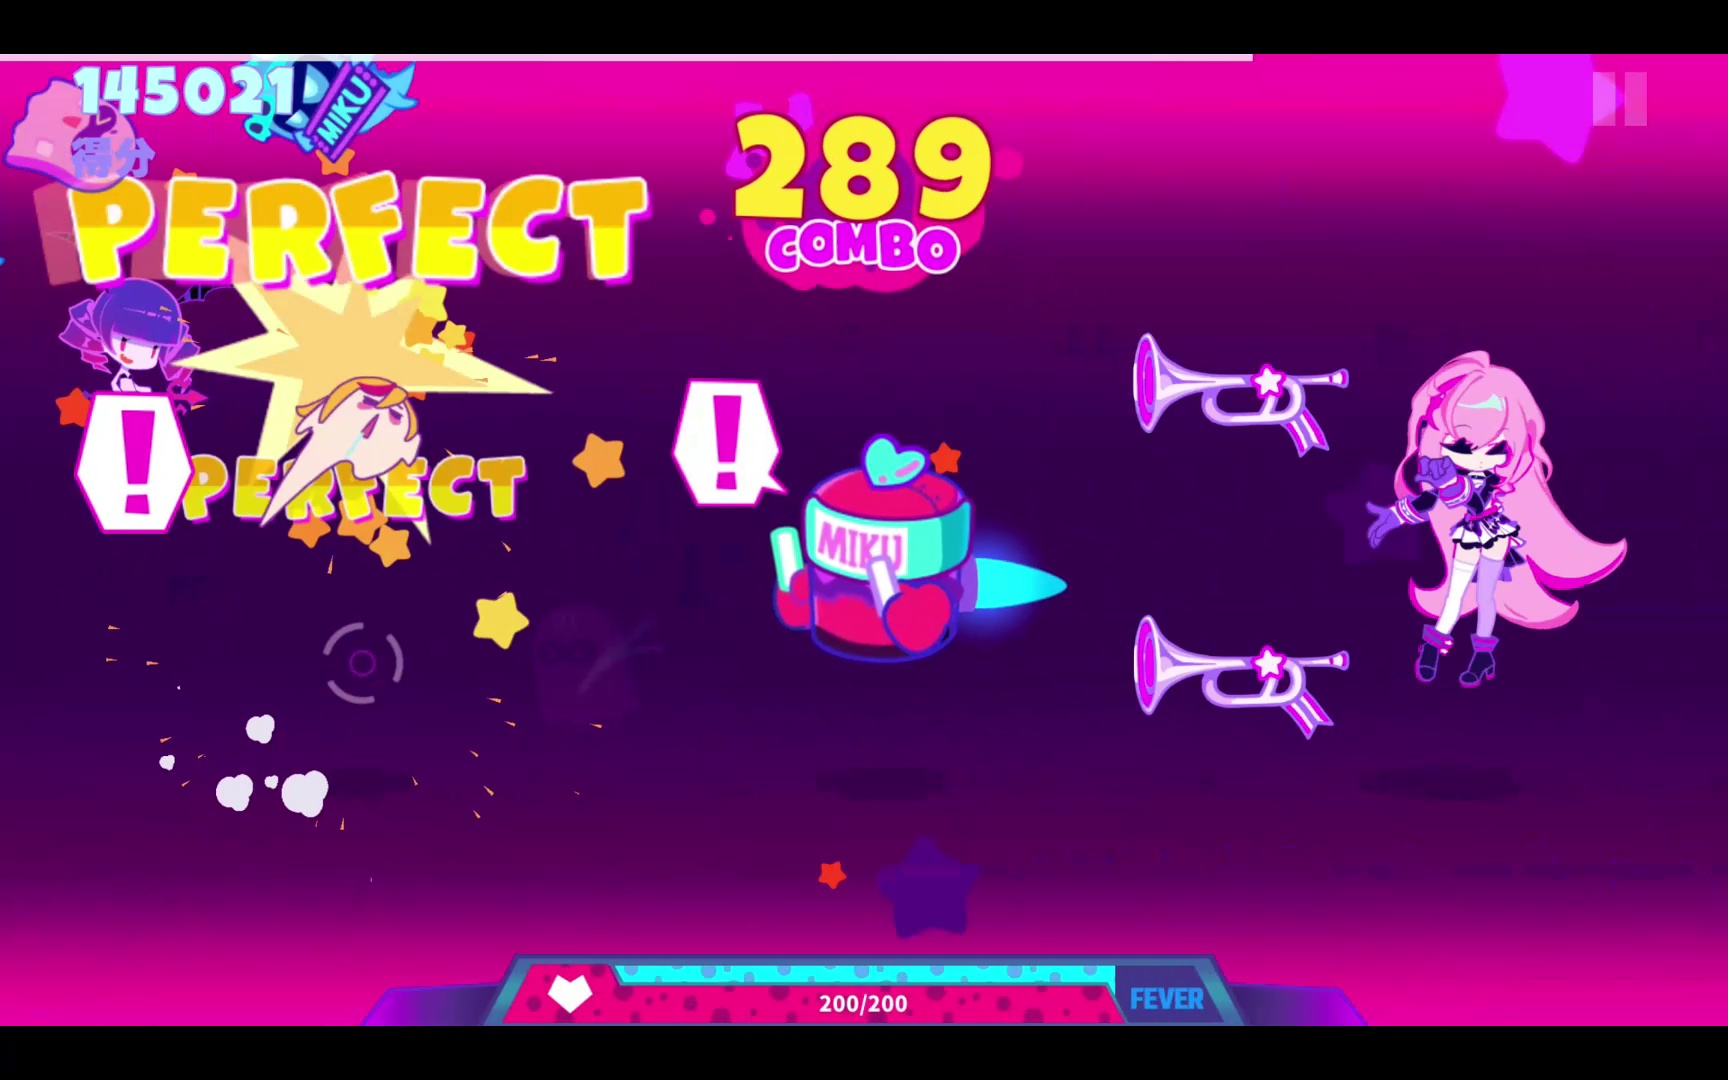 145021
MIKU
得分
289
COMBO
PERFECT
!
!
PERFECT
MIKU
200/200
FEVER